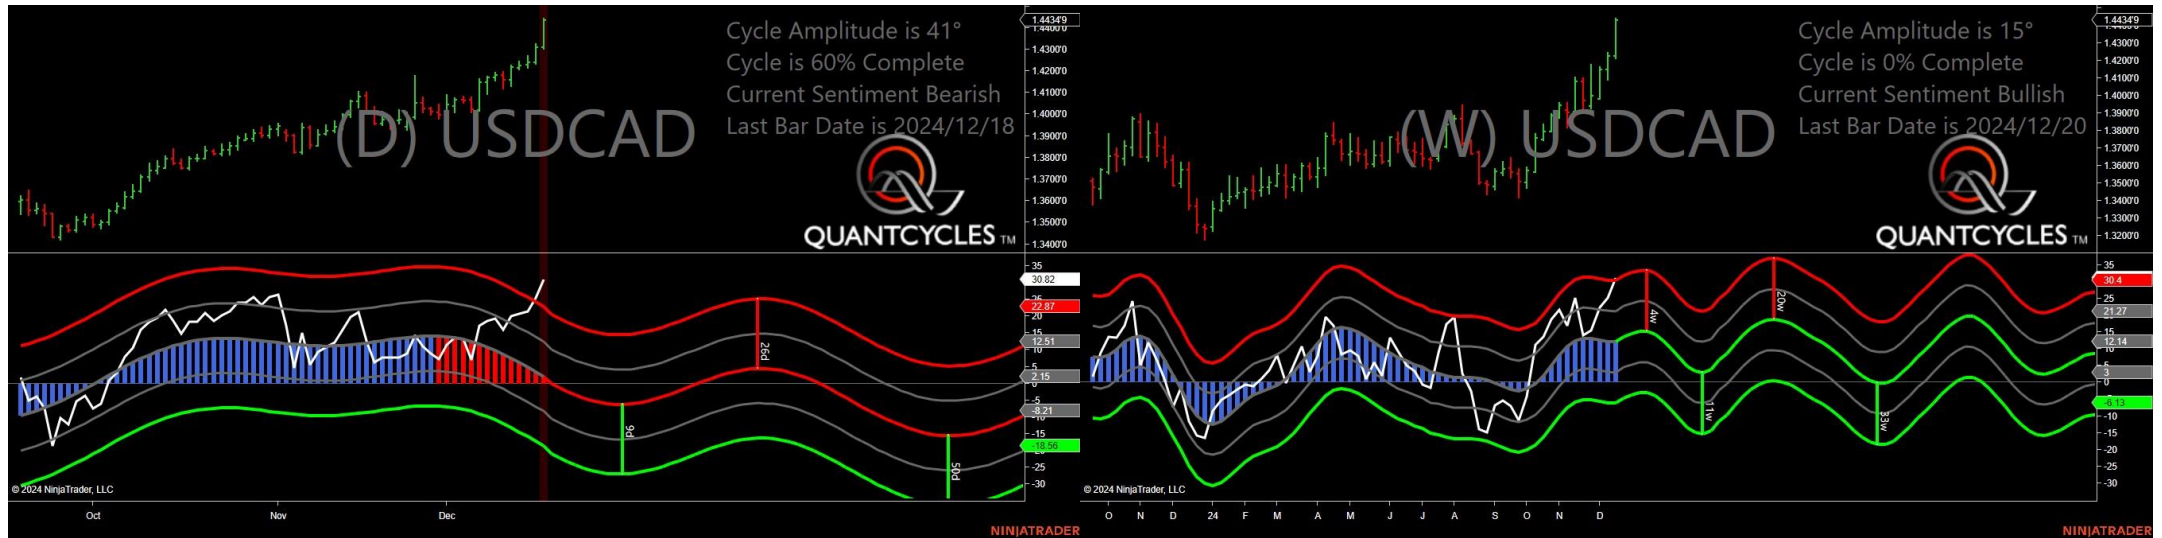 Cycle Amplitude is 41°
Cycle is 60% Complete
Current Sentiment Bearish
Last Bar Date is 2024/12/18
(D) USDCAD
QUANTCYCLES TM
1.4434'9
1.4300'0
1.4200'0
1.4100'0
1.4000'0
1.3900'0
1.3800'0
1.3700'0
1.3600'0
1.3500'0
1.3400'0
35
30.82
22.87
15
12.51
10
5
2.15
-5
-8.21
-15
-18.56
-25
-30
26d
9d
50d
© 2024 NinjaTrader, LLC
Oct
Nov
Dec
NINJATRADER
Cycle Amplitude is 15°
Cycle is 0% Complete
Current Sentiment Bullish
Last Bar Date is 2024/12/20
(W) USDCAD
QUANTCYCLES TM
1.4434'9
1.4300'0
1.4200'0
1.4100'0
1.4000'0
1.3900'0
1.3800'0
1.3700'0
1.3600'0
1.3500'0
1.3400'0
1.3300'0
1.3200'0
35
30.4
25
21.27
15
12.14
5
3
0
-6.13
-10
-15
-20
-25
-30
4w
11w
20w
33w
© 2024 NinjaTrader, LLC
O N D 24 F M A M J J A S O N D
NINJATRADER